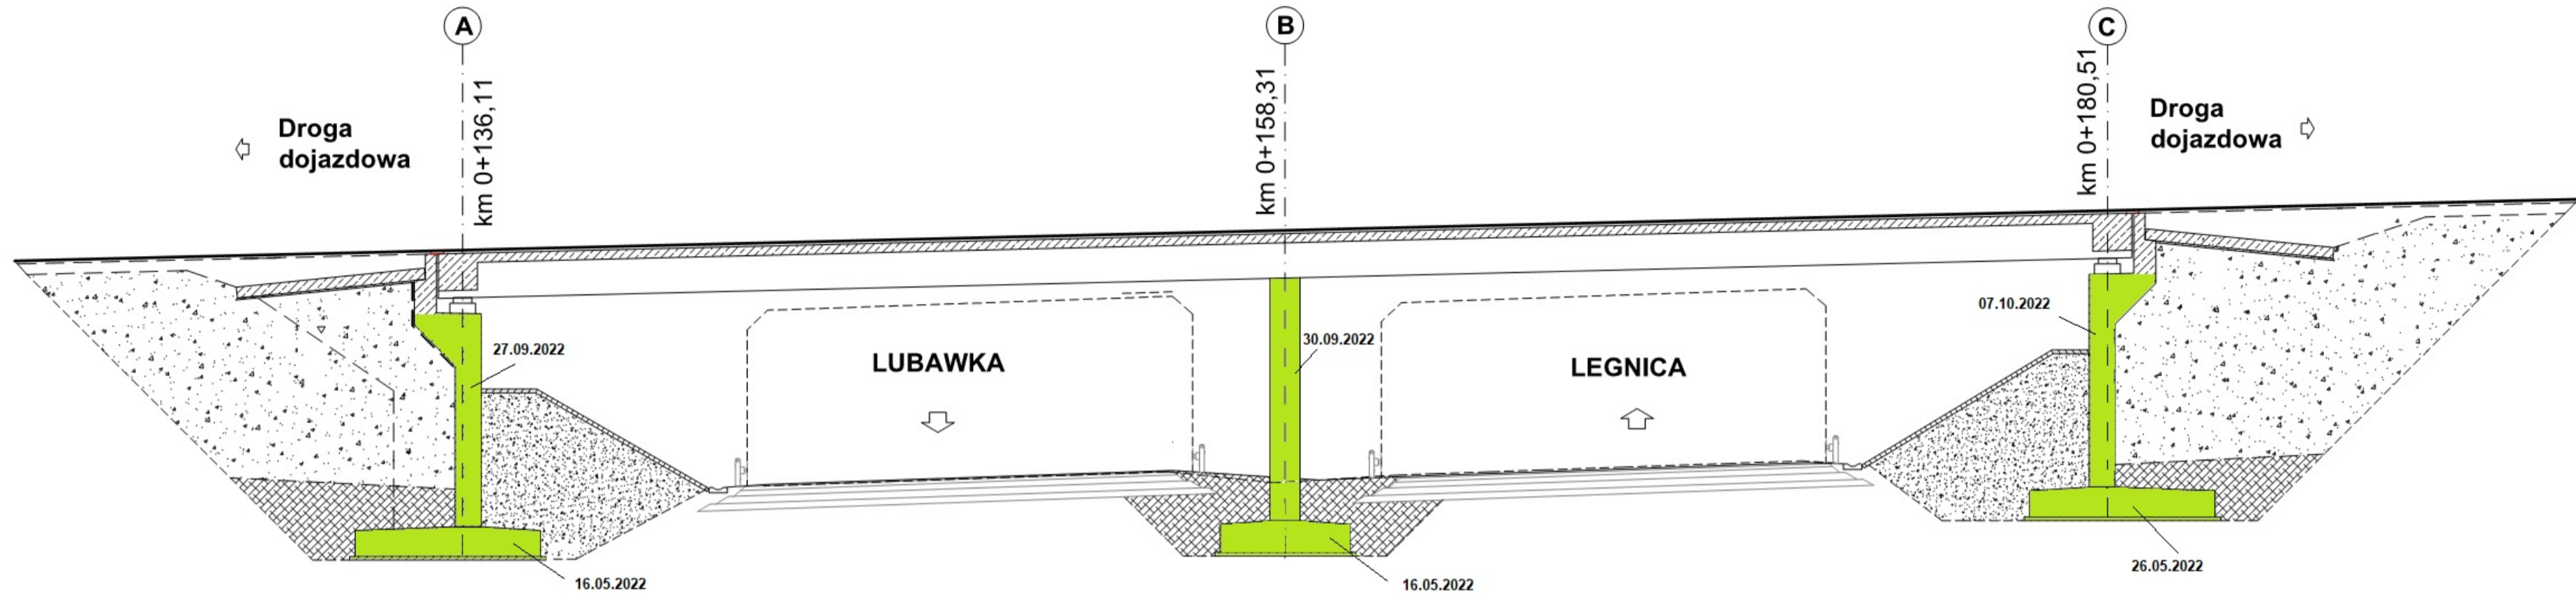 A
B
C
km 0+136,11
km 0+158,31
km 0+180,51
Droga
dojazdowa
Droga
dojazdowa
07.10.2022
27.09.2022
30.09.2022
LUBAWKA
LEGNICA
16.05.2022
16.05.2022
26.05.2022